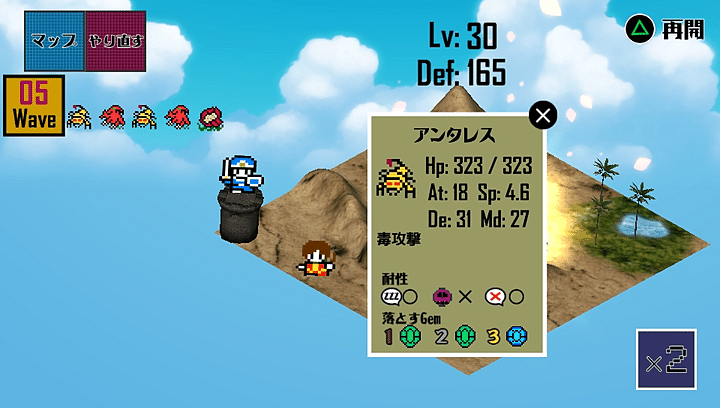 マップ
やり直す
Lv: 30
Def: 165
再開
05
Wave
アンタレス
Hp: 323 / 323
At: 18 Sp: 4.6
De: 31 Md: 27
毒攻撃
耐性
zzz
落とすGem
1 2 3
×2